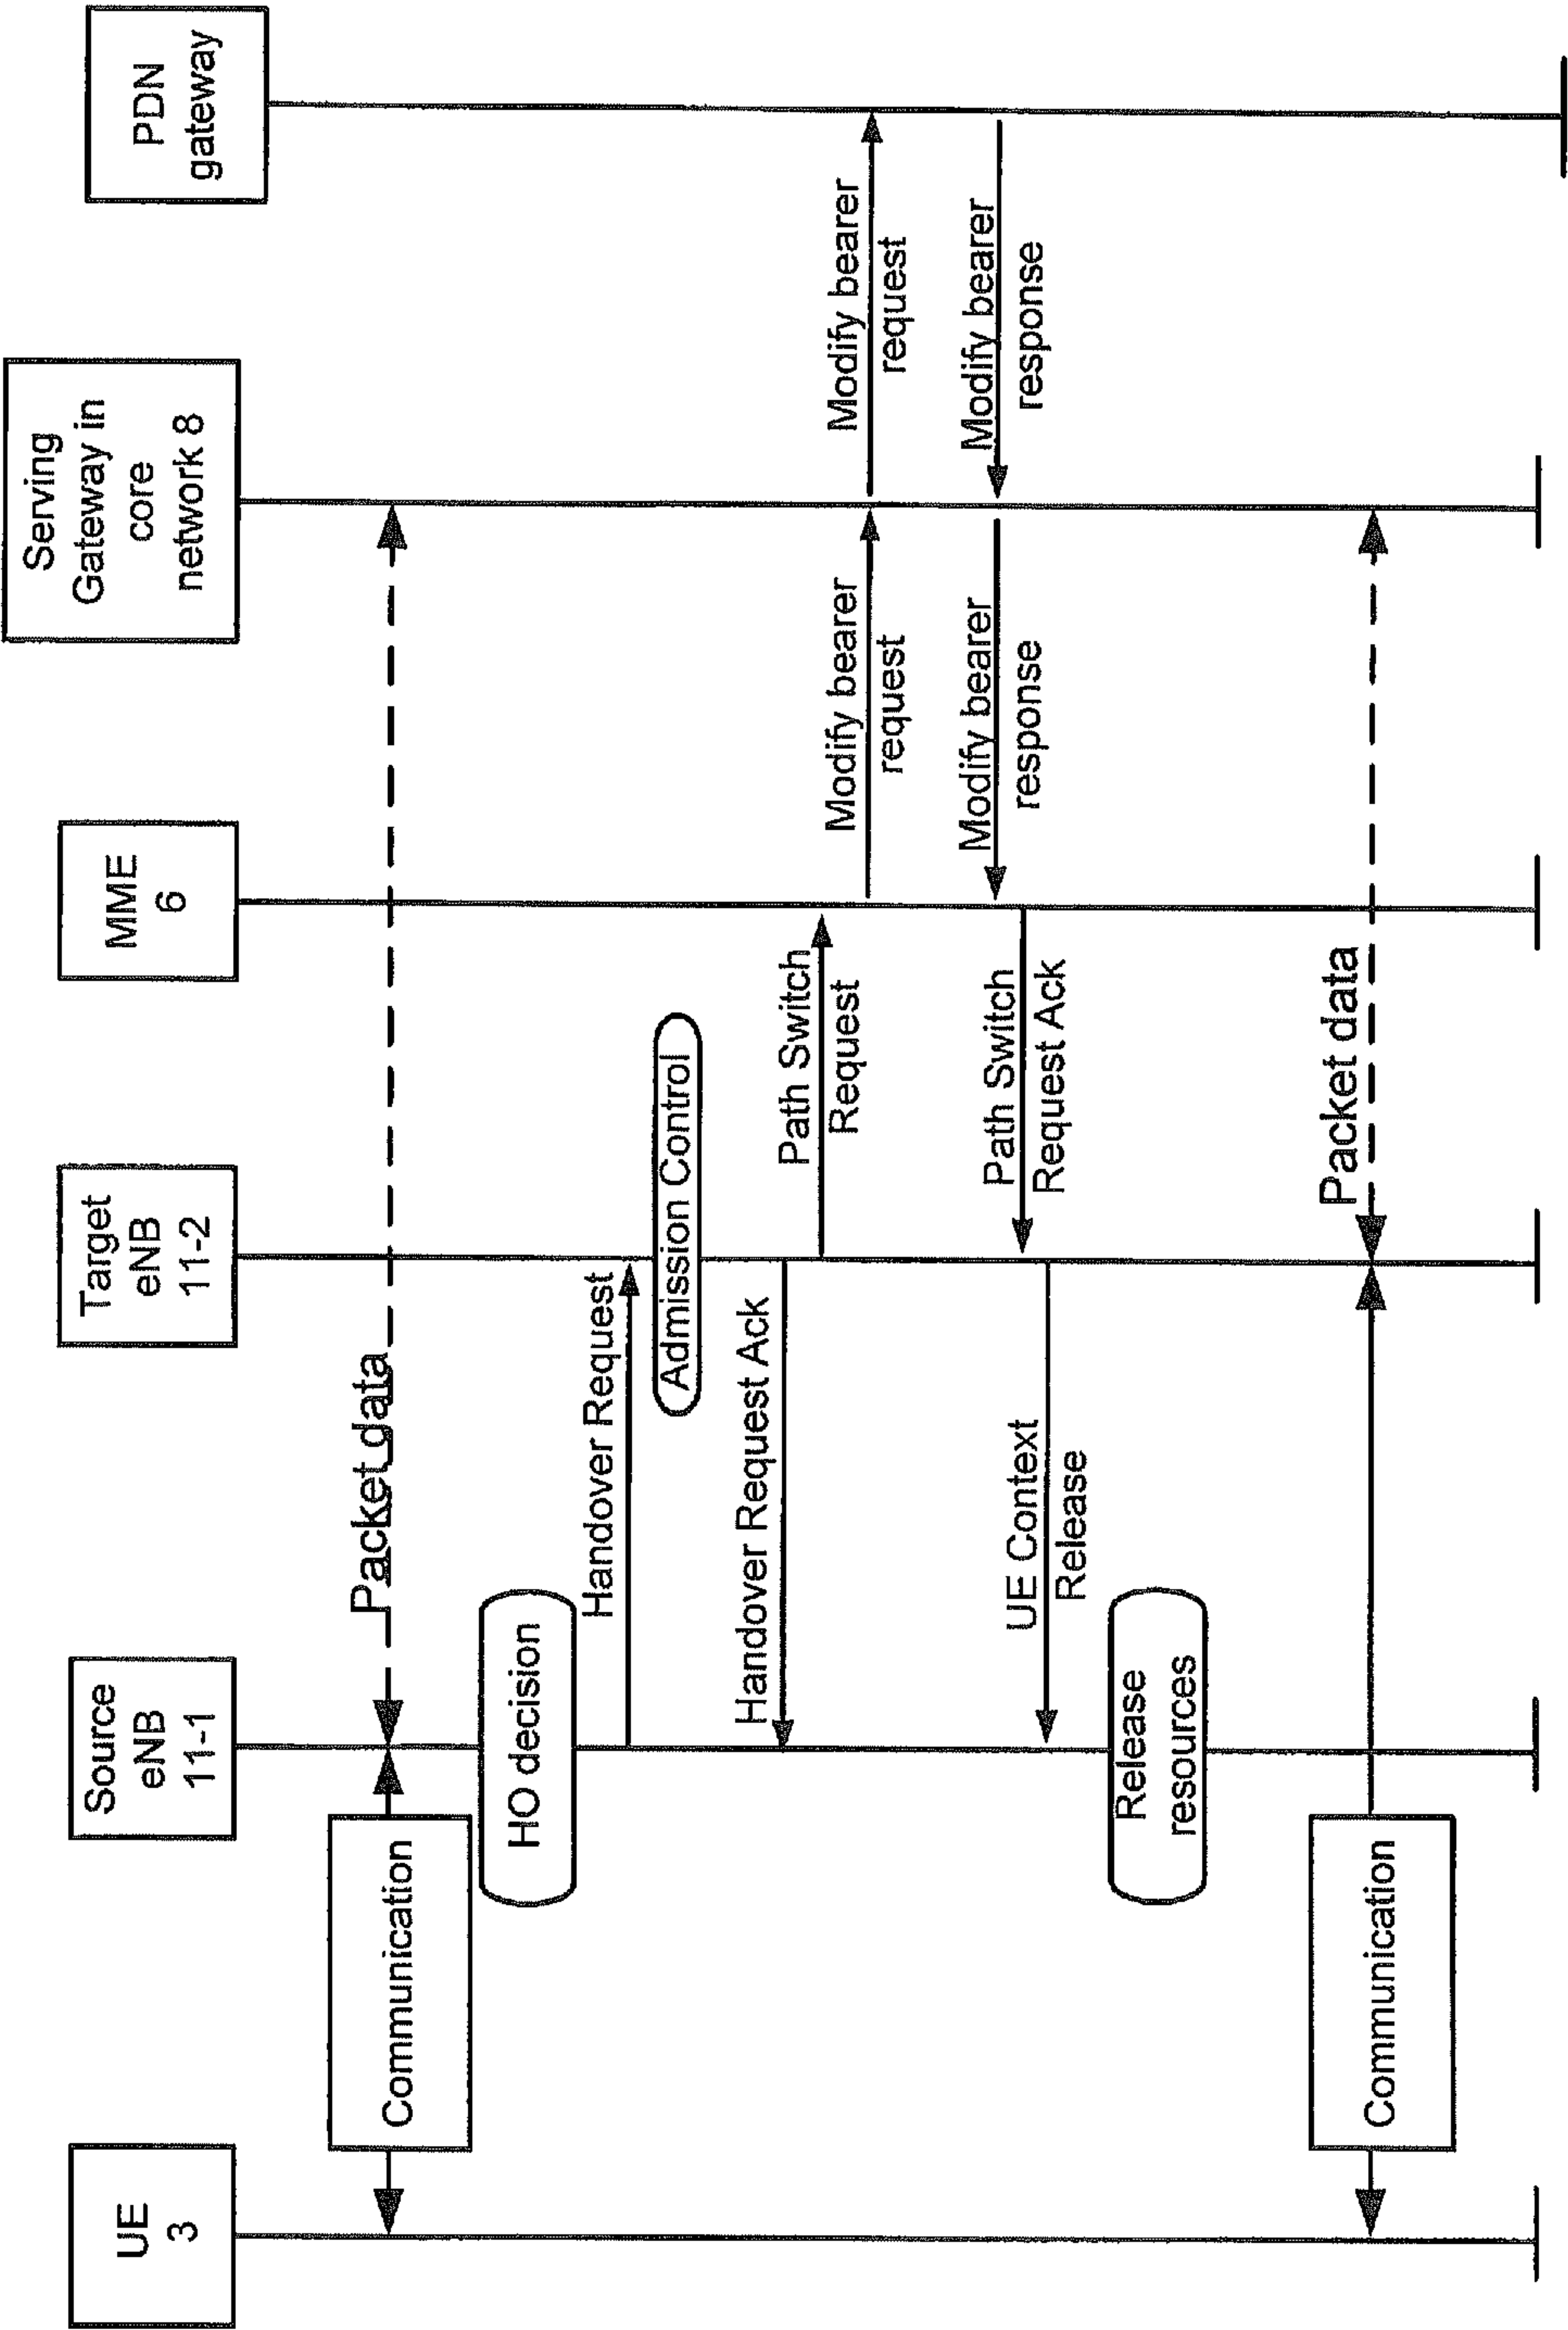 UE
3
Source
eNB
11-1
Target
eNB
11-2
MME
6
Serving
Gateway in
core
network 8
PDN
gateway
Communication
Packet data
HO decision
Handover Request
Admission Control
Handover Request Ack
Path Switch
Request
Modify bearer
request
Modify bearer
request
Modify bearer
response
Modify bearer
response
Path Switch
Request Ack
UE Context
Release
Release
resources
Communication
Packet data